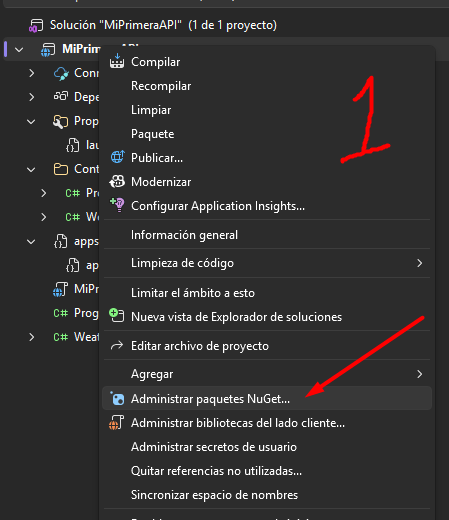 Solución "MiPrimeraAPI" (1 de 1 proyecto)
MiPrimeraAPI
Compilar
1
Conn
Recompilar
Depe
Limpiar
Prop
Paquete
{} lau
Publicar...
Cont
Modernizar
C# Pro
Configurar Application Insights...
C# We
Información general
{} apps
Limpieza de código
{} ap
Limitar el ámbito a esto
MiPr
Nueva vista de Explorador de soluciones
C# Prog
Editar archivo de proyecto
C# Weat
Agregar
Administrar paquetes NuGet...
Administrar bibliotecas del lado cliente...
Administrar secretos de usuario
Quitar referencias no utilizadas...
Sincronizar espacio de nombres